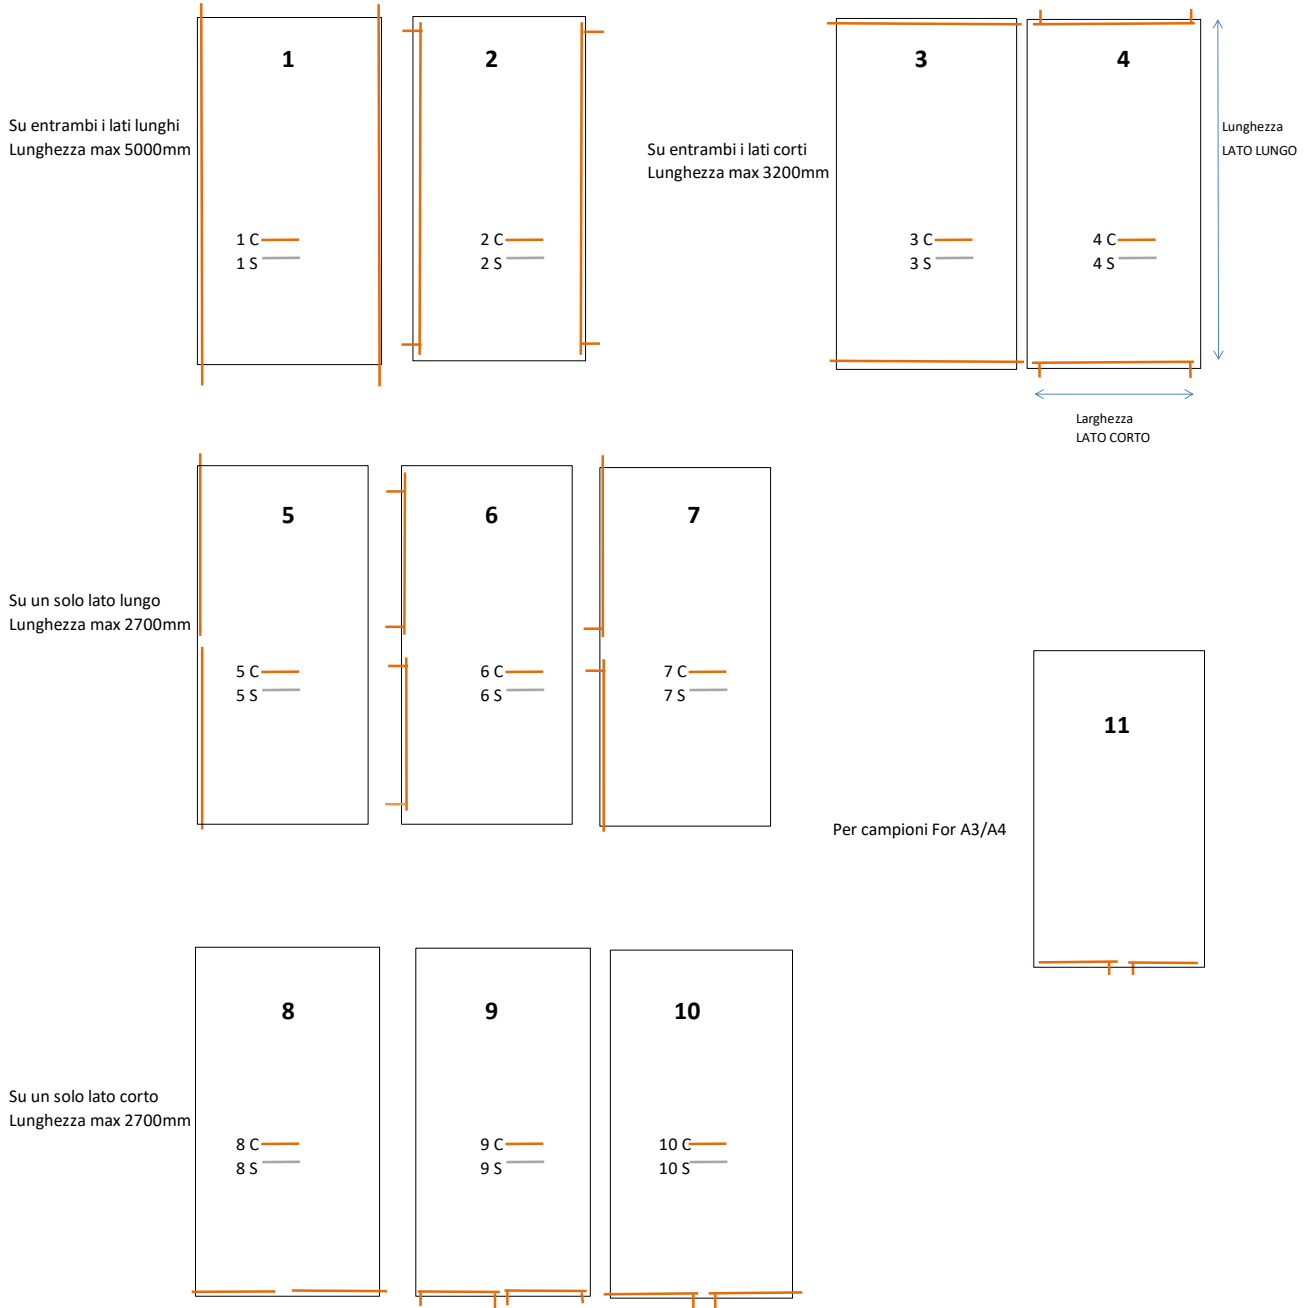 1
2
3
4
Su entrambi i lati lunghi
Lunghezza max 5000mm
Su entrambi i lati corti
Lunghezza max 3200mm
Lunghezza
LATO LUNGO
1 C
1 S
2 C
2 S
3 C
3 S
4 C
4 S
Larghezza
LATO CORTO
5
6
7
Su un solo lato lungo
Lunghezza max 2700mm
5 C
5 S
6 C
6 S
7 C
7 S
11
Per campioni For A3/A4
8
9
10
Su un solo lato corto
Lunghezza max 2700mm
8 C
8 S
9 C
9 S
10 C
10 S